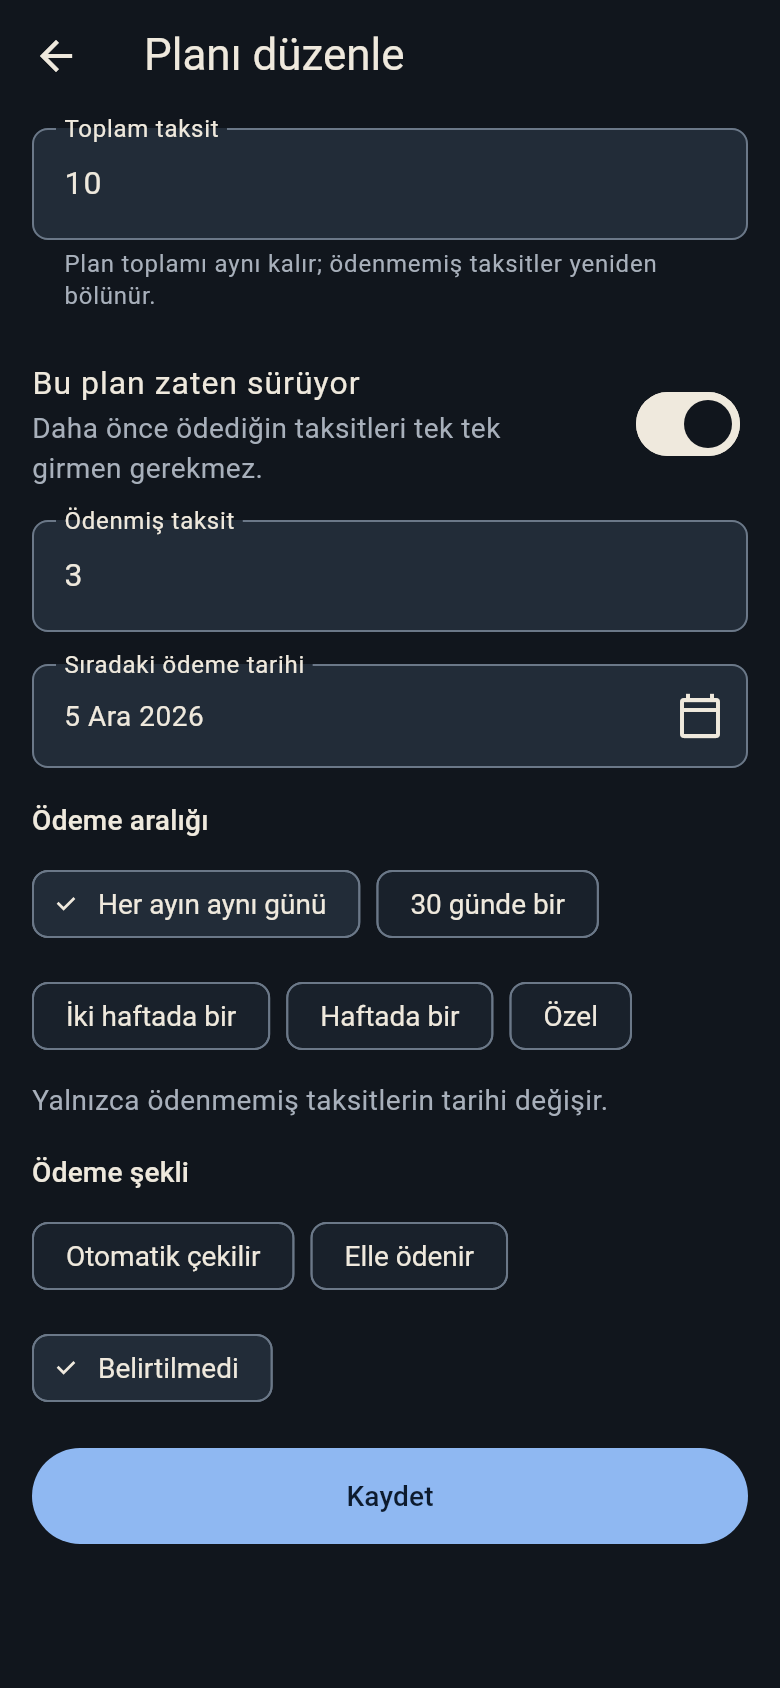 Planı düzenle
Toplam taksit
10
Plan toplamı aynı kalır; ödenmemiş taksitler yeniden
bölünür.
Bu plan zaten sürüyor
Daha önce ödediğin taksitleri tek tek
girmen gerekmez.
Ödenmiş taksit
3
Sıradaki ödeme tarihi
5 Ara 2026
Ödeme aralığı
Her ayın aynı günü
30 günde bir
İki haftada bir
Haftada bir
Özel
Yalnızca ödenmemiş taksitlerin tarihi değişir.
Ödeme şekli
Otomatik çekilir
Elle ödenir
Belirtilmedi
Kaydet